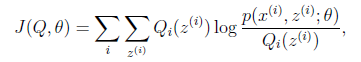 J(Q, θ) = ∑_i ∑_{z^{(i)}} Q_i(z^{(i)}) log \frac{p(x^{(i)}, z^{(i)}; θ)}{Q_i(z^{(i)})},